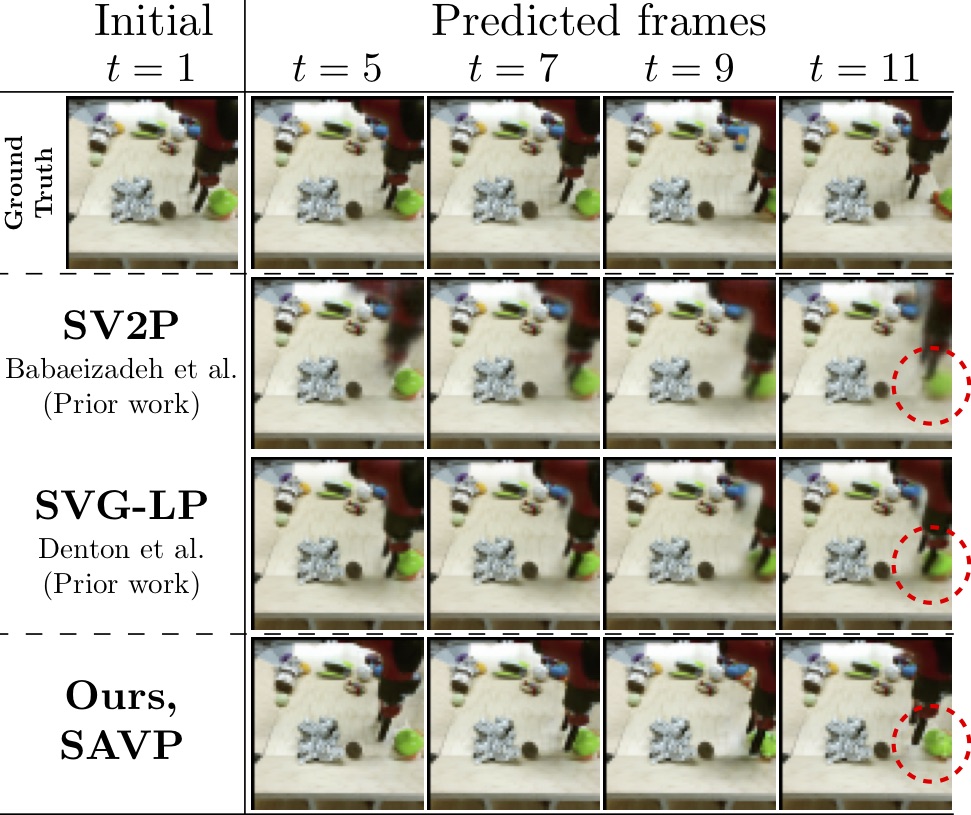 Initial
Predicted frames
t = 1
t = 5
t = 7
t = 9
t = 11
Ground
Truth
SV2P
Babaeizadeh et al.
(Prior work)
SVG-LP
Denton et al.
(Prior work)
Ours,
SAVP